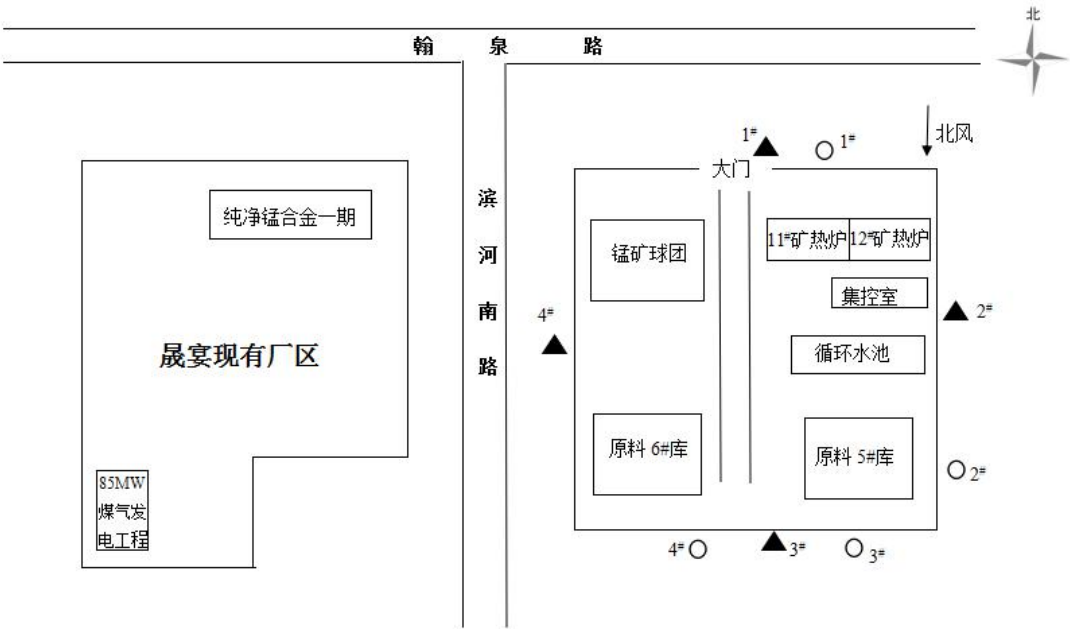 北
翰泉路
1# 1#
北风
大门
纯净锰合金一期
滨河南路
锰矿球团
11#矿热炉 12#矿热炉
集控室
4#
2#
晟宴现有厂区
循环水池
原料 6#库
原料 5#库
2#
85MW
煤气发
电工程
4# 3# 3#